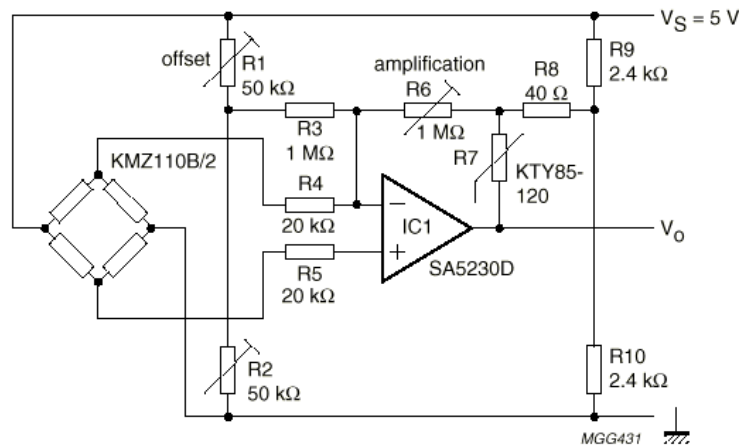 V_S = 5 V
offset
R1
50 kΩ
R9
2.4 kΩ
amplification
R6
1 MΩ
R8
40 Ω
R3
1 MΩ
R7
KTY85-
120
KMZ110B/2
R4
20 kΩ
IC1
SA5230D
R5
20 kΩ
V_o
R2
50 kΩ
R10
2.4 kΩ
MGG431